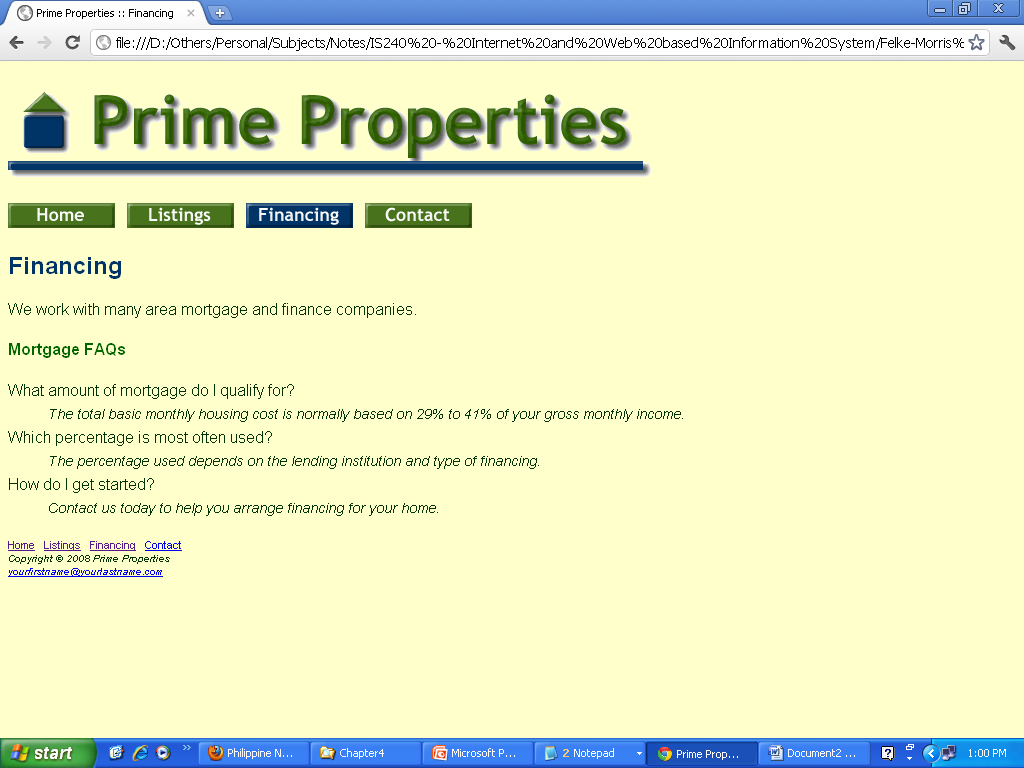 Prime Properties :: Financing
file:///D:/Others/Personal/Subjects/Notes/IS240%20-%20Internet%20and%20Web%20based%20Information%20System/Felke-Morris%
Prime Properties
Home Listings Financing Contact
Financing
We work with many area mortgage and finance companies.
Mortgage FAQs
What amount of mortgage do I qualify for?
The total basic monthly housing cost is normally based on 29% to 41% of your gross monthly income.
Which percentage is most often used?
The percentage used depends on the lending institution and type of financing.
How do I get started?
Contact us today to help you arrange financing for your home.
Home Listings Financing Contact
Copyright © 2008 Prime Properties
yourfirstname@yourlastname.com
start Philippine N... Chapter4 Microsoft P... 2 Notepad Prime Prop... Document2 ... 1:00 PM